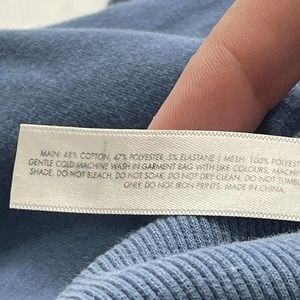 MAIN: 48% COTTON, 47% POLYESTER, 5% ELASTANE | MESH: 100% POLYEST
GENTLE COLD MACHINE WASH IN GARMENT BAG WITH LIKE COLOURS, MACHIN
SHADE, DO NOT BLEACH, DO NOT SOAK, DO NOT DRY CLEAN, DO NOT TUMBL
ONLY, DO NOT IRON PRINTS. MADE IN CHINA.